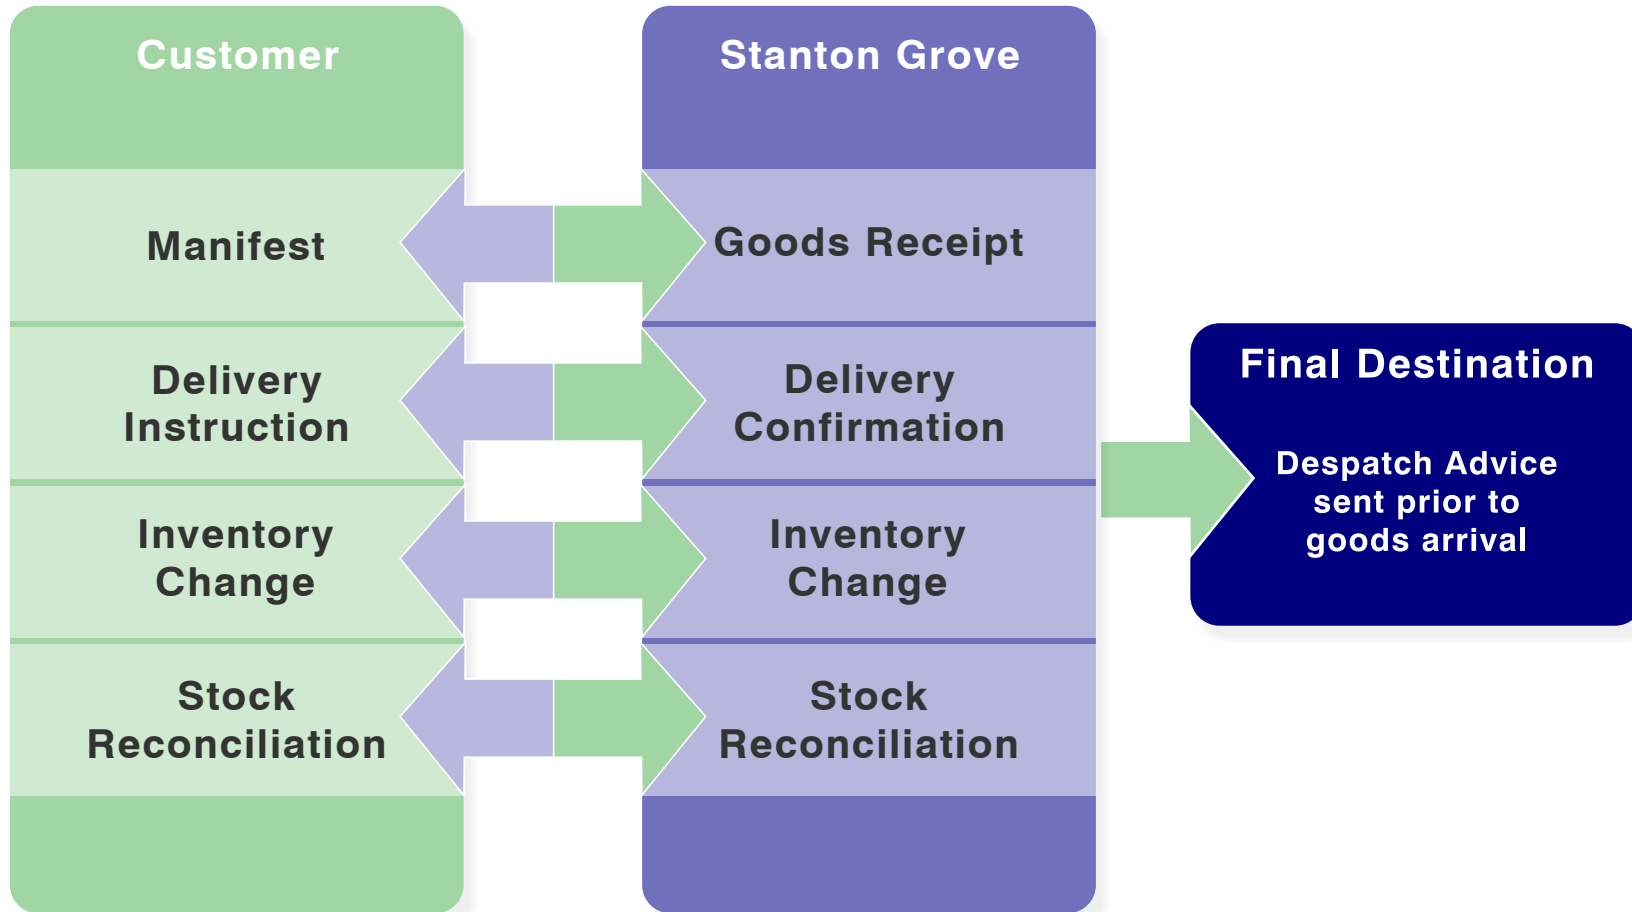 Customer
Manifest
Delivery
Instruction
Inventory
Change
Stock
Reconciliation
Stanton Grove
Goods Receipt
Delivery
Confirmation
Inventory
Change
Stock
Reconciliation
Final Destination
Despatch Advice
sent prior to
goods arrival